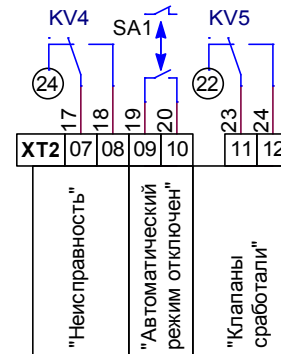 KV4
SA1
KV5
24
22
17
18
19
20
23
24
XT2 07 08 09 10 11 12
"Неисправность"
"Автоматический
режим отключен"
"Клапаны
сработали"